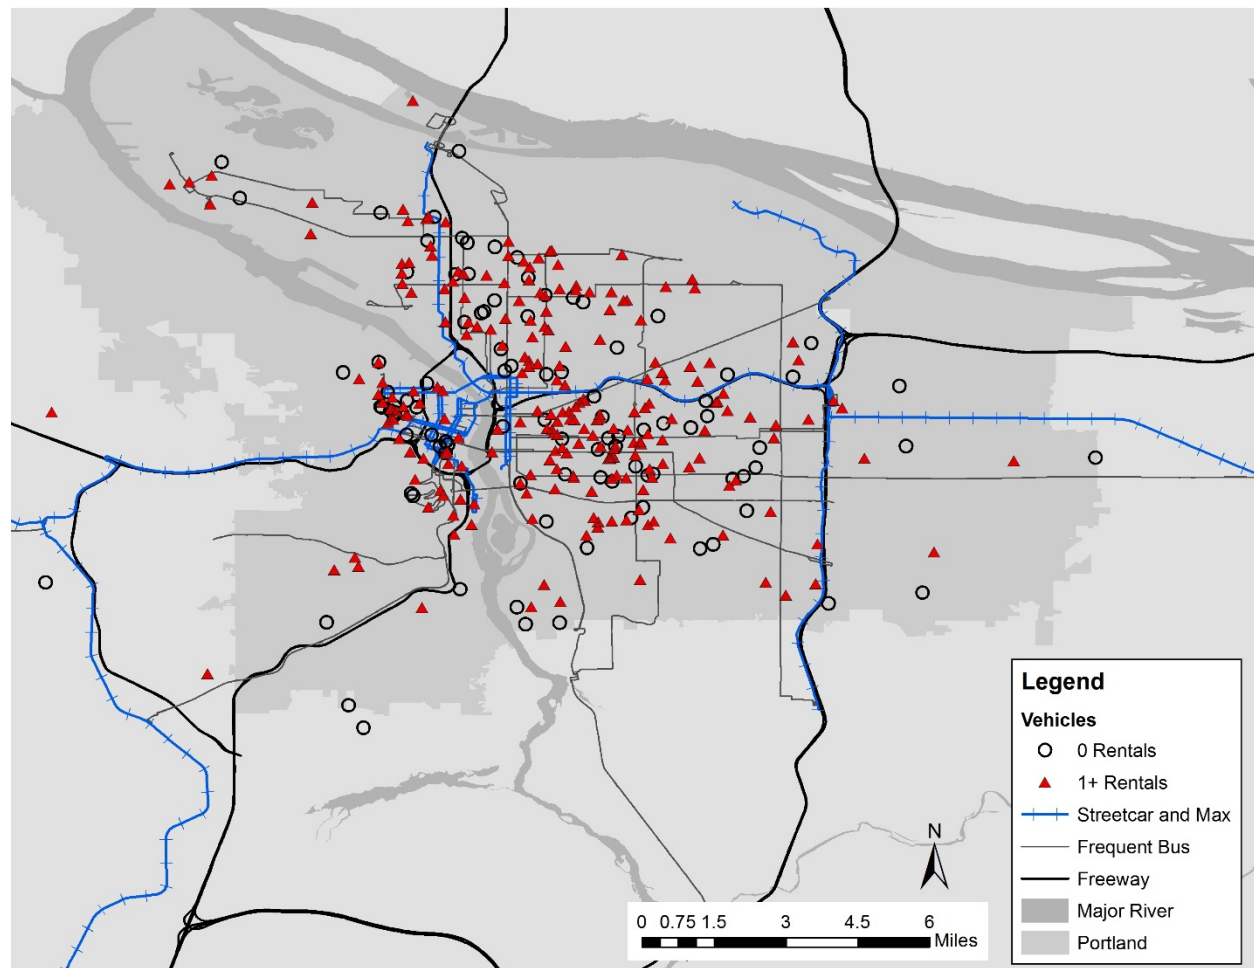 N
0 0.75 1.5 3 4.5 6
Miles
Legend
Vehicles
0 Rentals
1+ Rentals
Streetcar and Max
Frequent Bus
Freeway
Major River
Portland